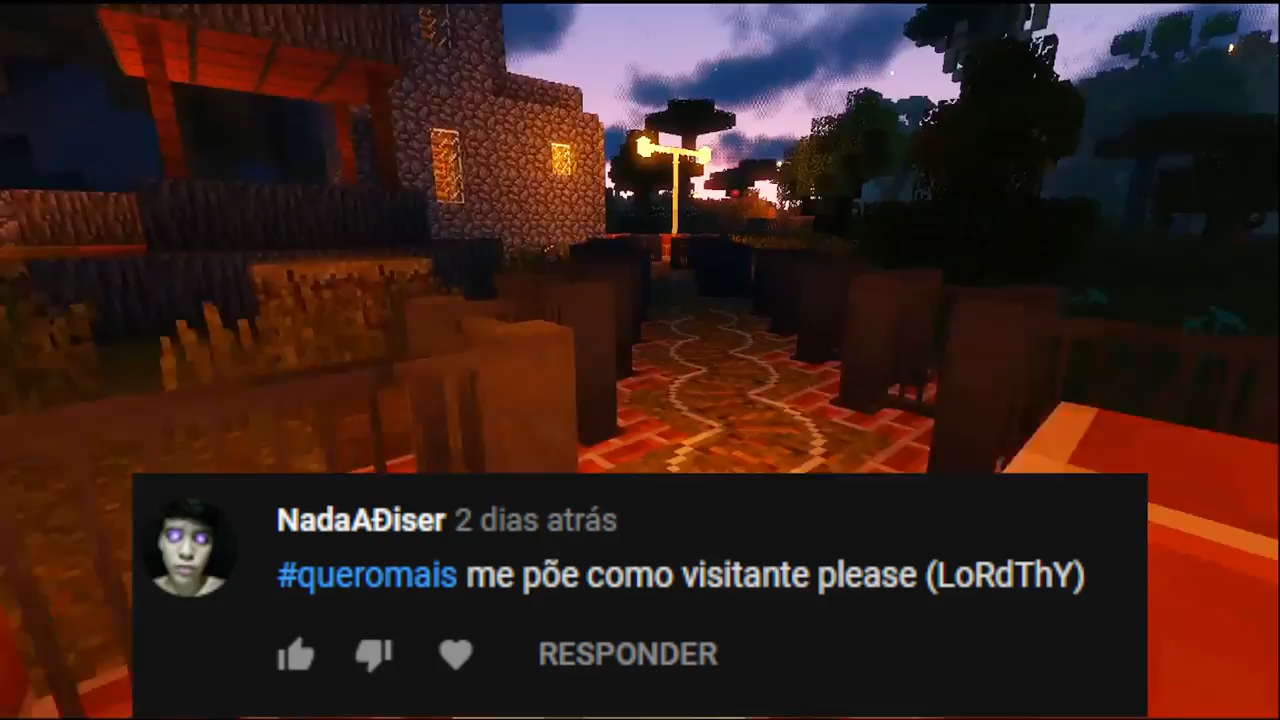 NadaAĐiser 2 dias atrás
#queromais me põe como visitante please (LoRdThY)
RESPONDER